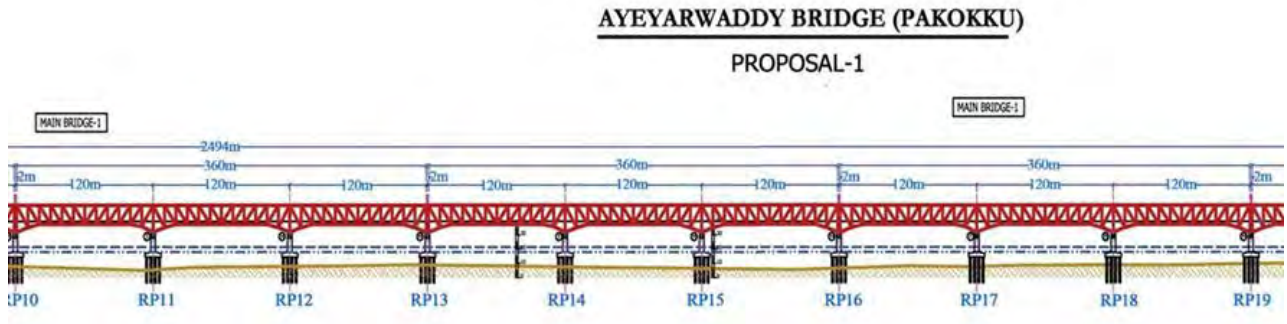 AYEYARWADDY BRIDGE (PAKOKKU)
PROPOSAL-1
MAIN BRIDGE-1 MAIN BRIDGE-1
2494m
360m 360m 360m
2m 120m 120m 120m 2m 120m 120m 120m 2m 120m 120m 120m 2m
RP10 RP11 RP12 RP13 RP14 RP15 RP16 RP17 RP18 RP19